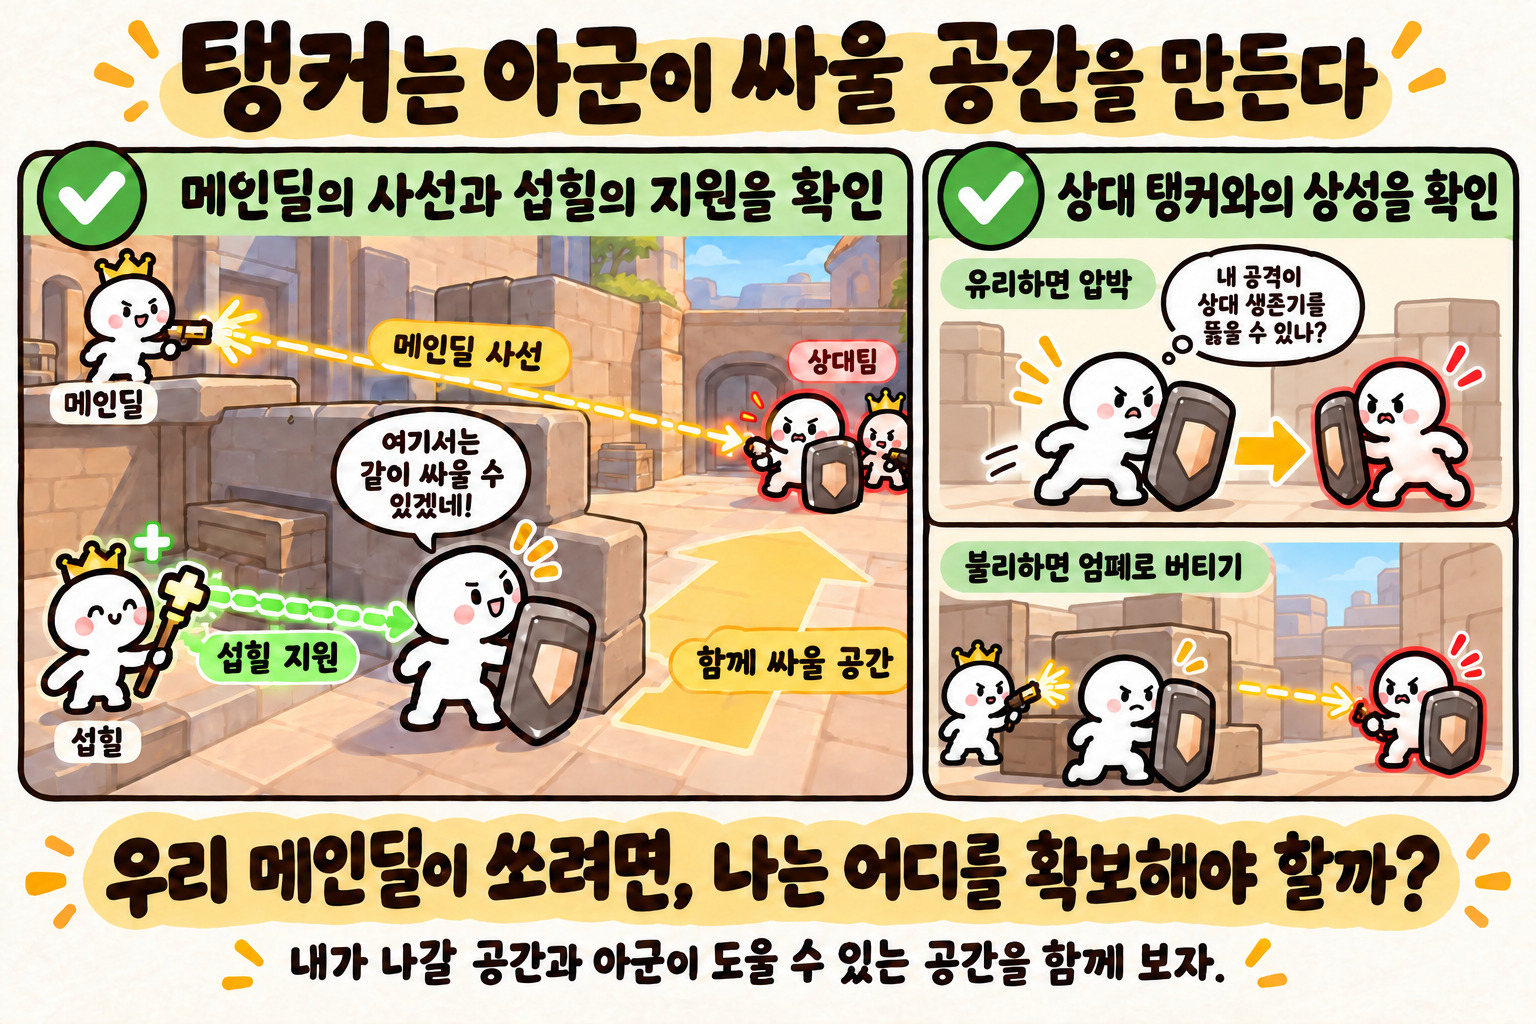 탱커는 아군이 싸울 공간을 만든다
메인딜의 사선과 섭힐의 지원을 확인
메인딜
메인딜 사선
상대팀
여기서는
같이 싸울 수
있겠네!
섭힐 지원
섭힐
함께 싸울 공간
상대 탱커와의 상성을 확인
유리하면 압박
내 공격이
상대 생존기를
뚫을 수 있나?
불리하면 엄폐로 버티기
우리 메인딜이 쏘려면, 나는 어디를 확보해야 할까?
내가 나갈 공간과 아군이 도울 수 있는 공간을 함께 보자.